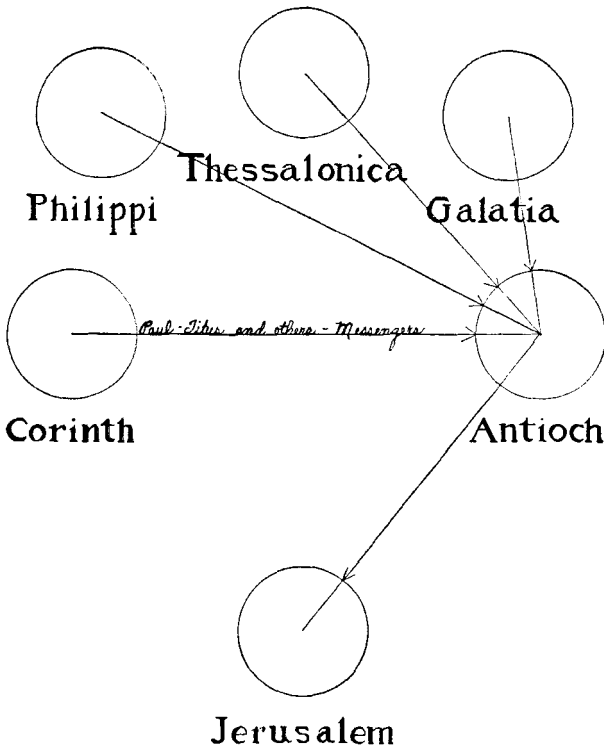 Thessalonica
Philippi
Galatia
Paul - Titus and others - Messengers
Corinth
Antioch
Jerusalem